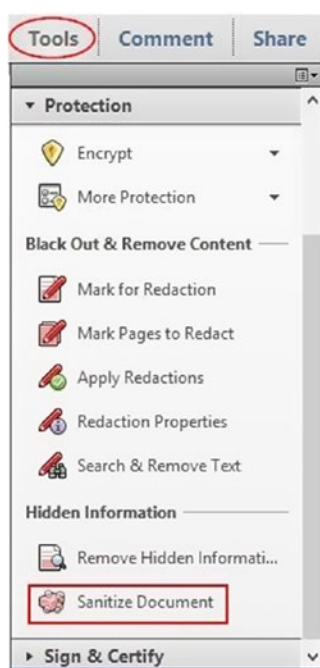 Tools Comment Share
Protection
Encrypt
More Protection
Black Out & Remove Content
Mark for Redaction
Mark Pages to Redact
Apply Redactions
Redaction Properties
Search & Remove Text
Hidden Information
Remove Hidden Informati...
Sanitize Document
Sign & Certify